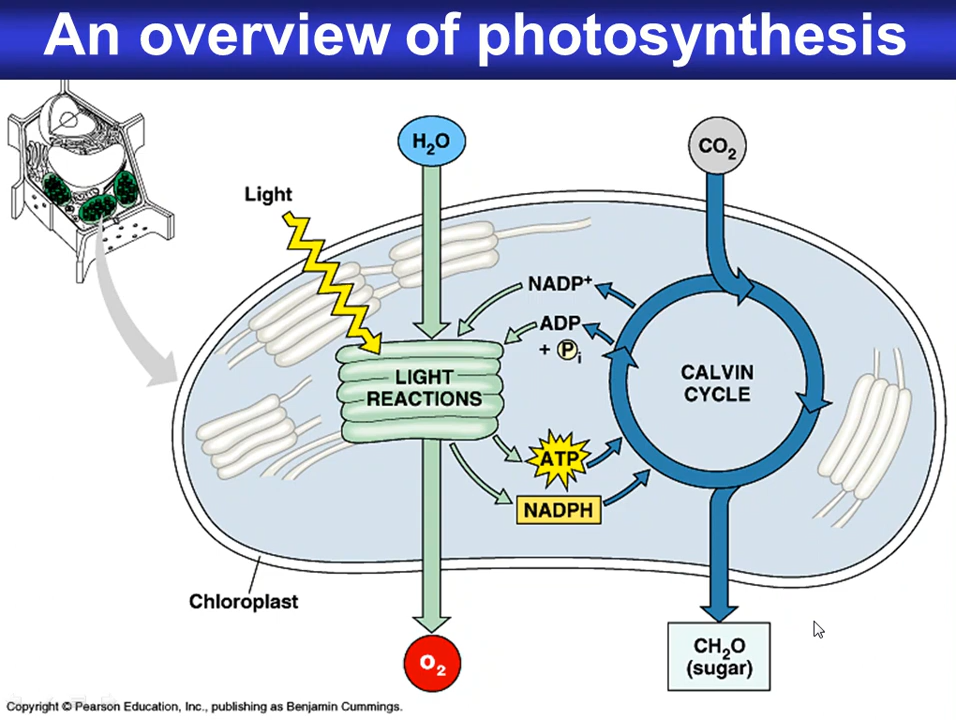 An overview of photosynthesis
H₂O
CO₂
Light
NADP⁺
ADP
+ Pᵢ
LIGHT
REACTIONS
CALVIN
CYCLE
ATP
NADPH
Chloroplast
O₂
CH₂O
(sugar)
Copyright © Pearson Education, Inc., publishing as Benjamin Cummings.